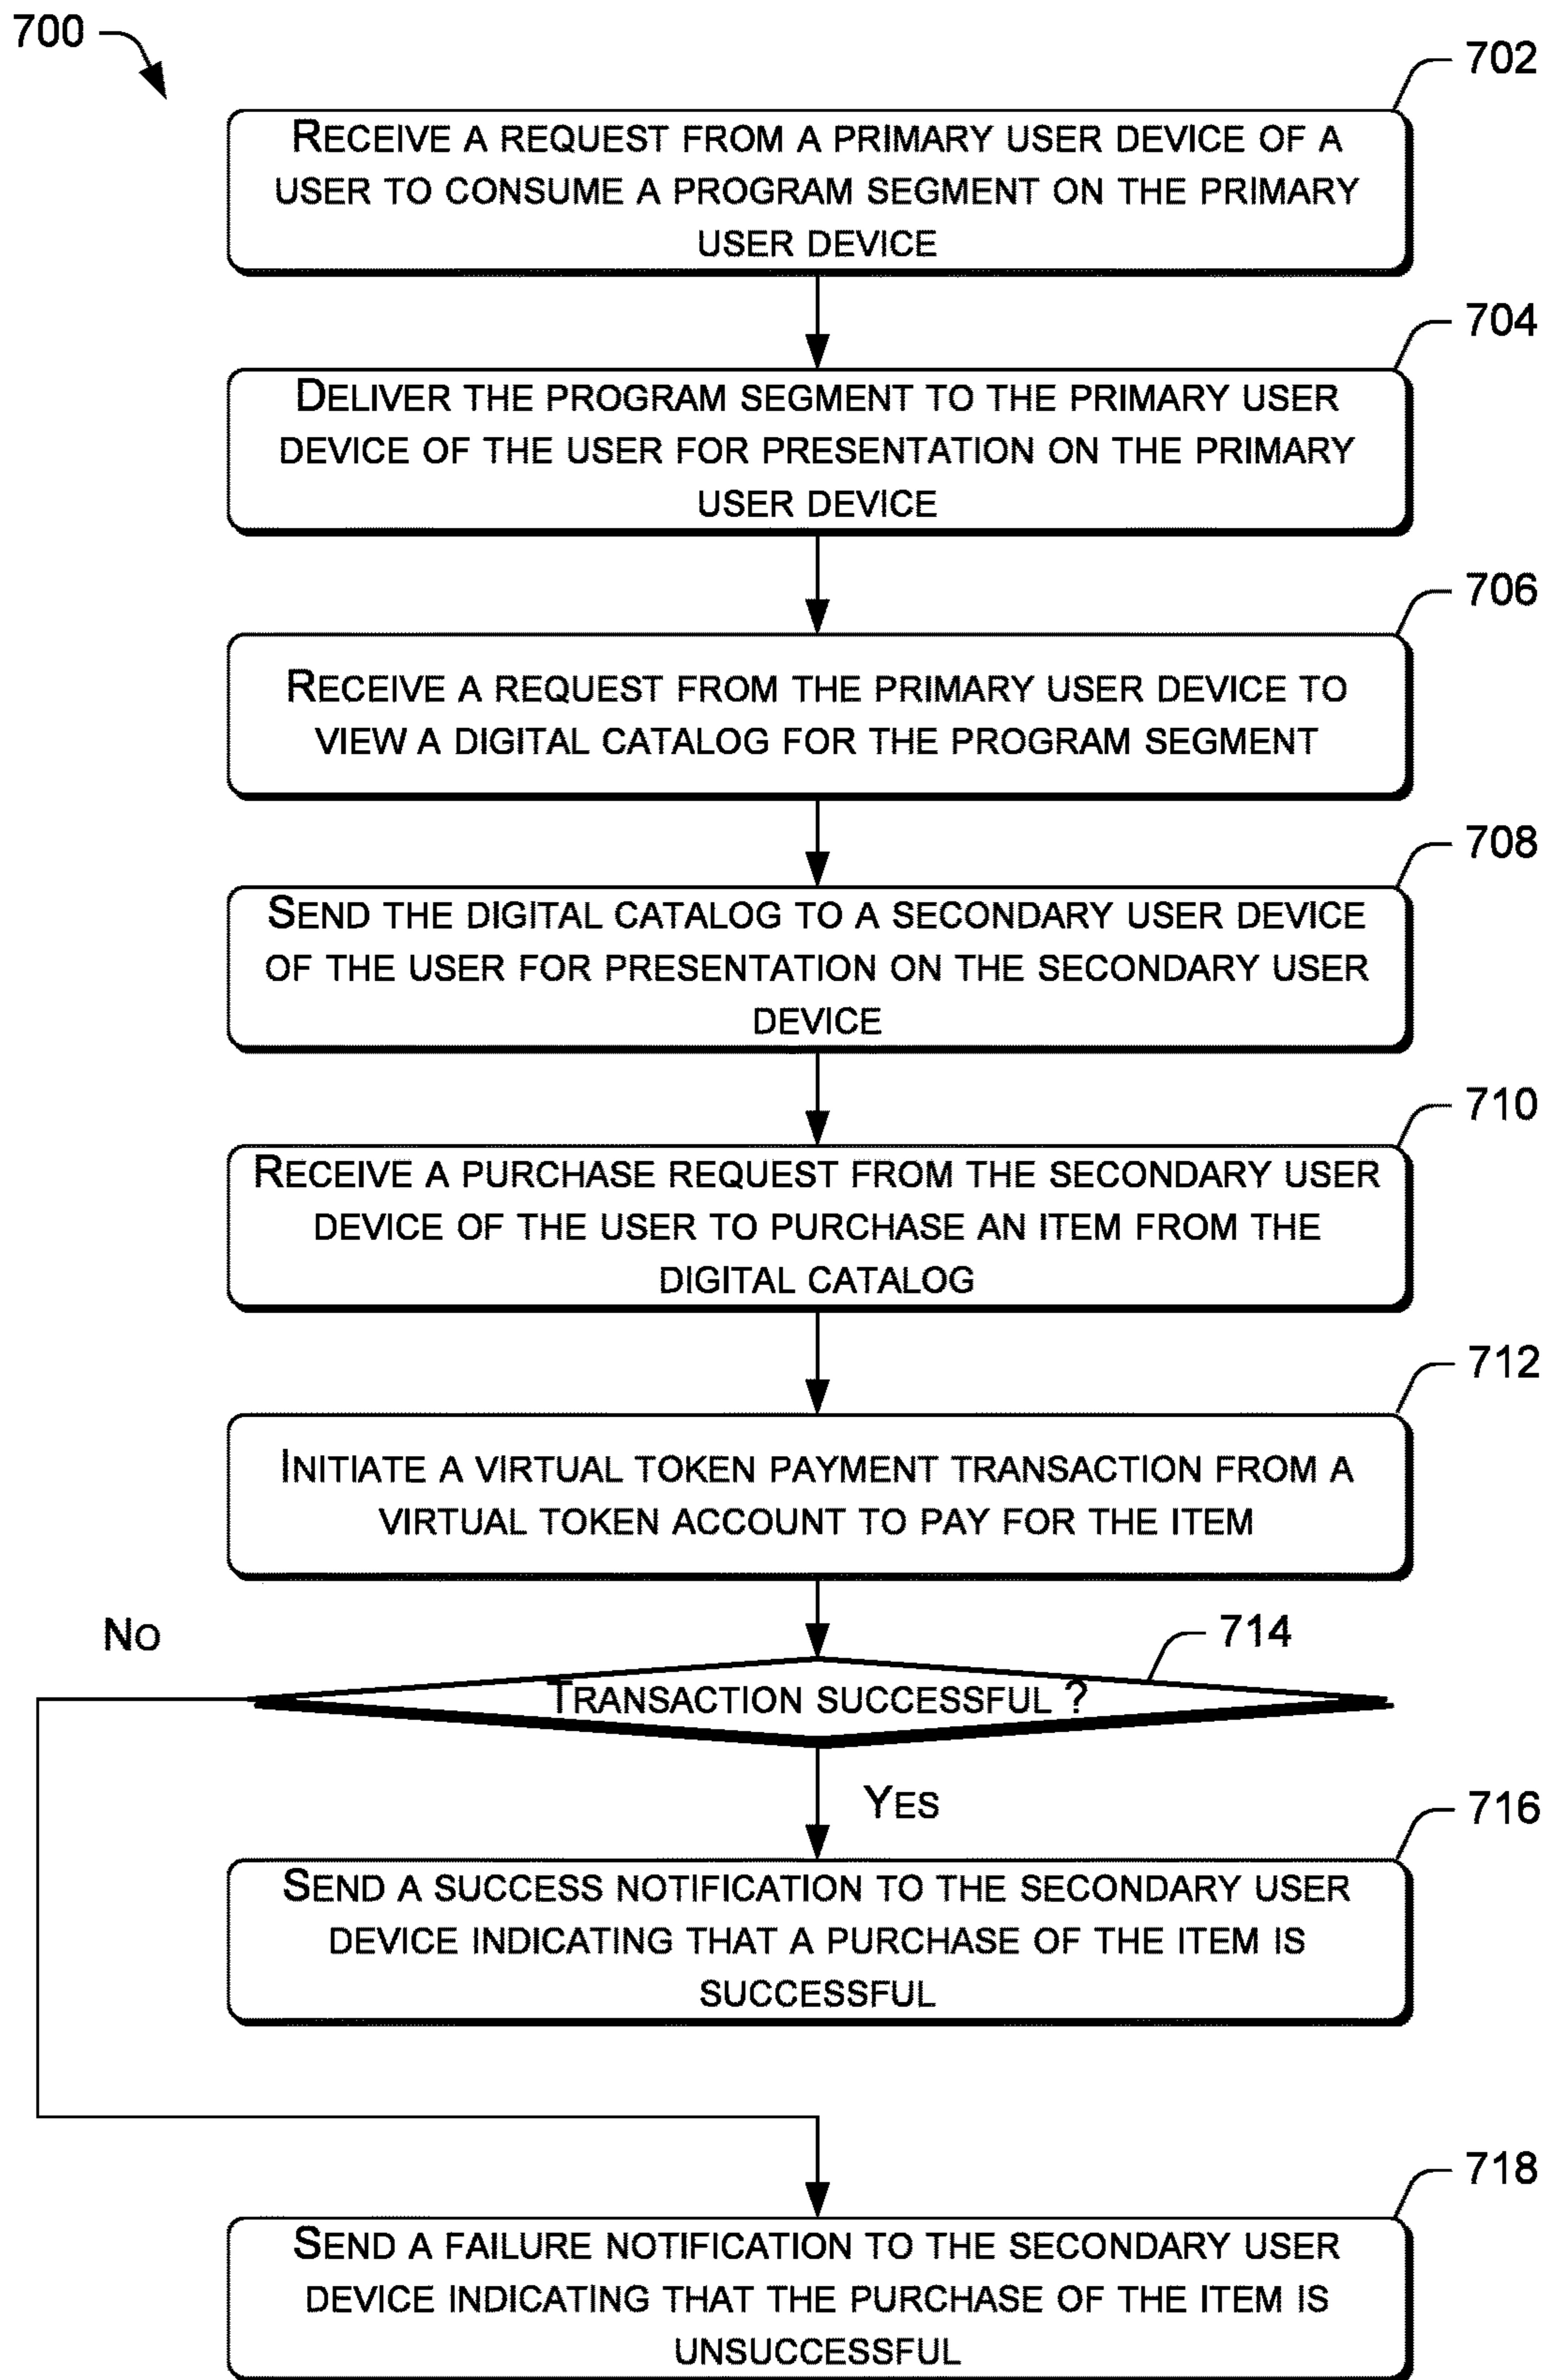 700
702
RECEIVE A REQUEST FROM A PRIMARY USER DEVICE OF A
USER TO CONSUME A PROGRAM SEGMENT ON THE PRIMARY
USER DEVICE
704
DELIVER THE PROGRAM SEGMENT TO THE PRIMARY USER
DEVICE OF THE USER FOR PRESENTATION ON THE PRIMARY
USER DEVICE
706
RECEIVE A REQUEST FROM THE PRIMARY USER DEVICE TO
VIEW A DIGITAL CATALOG FOR THE PROGRAM SEGMENT
708
SEND THE DIGITAL CATALOG TO A SECONDARY USER DEVICE
OF THE USER FOR PRESENTATION ON THE SECONDARY USER
DEVICE
710
RECEIVE A PURCHASE REQUEST FROM THE SECONDARY USER
DEVICE OF THE USER TO PURCHASE AN ITEM FROM THE
DIGITAL CATALOG
712
INITIATE A VIRTUAL TOKEN PAYMENT TRANSACTION FROM A
VIRTUAL TOKEN ACCOUNT TO PAY FOR THE ITEM
NO
714
TRANSACTION SUCCESSFUL ?
YES
716
SEND A SUCCESS NOTIFICATION TO THE SECONDARY USER
DEVICE INDICATING THAT A PURCHASE OF THE ITEM IS
SUCCESSFUL
718
SEND A FAILURE NOTIFICATION TO THE SECONDARY USER
DEVICE INDICATING THAT THE PURCHASE OF THE ITEM IS
UNSUCCESSFUL